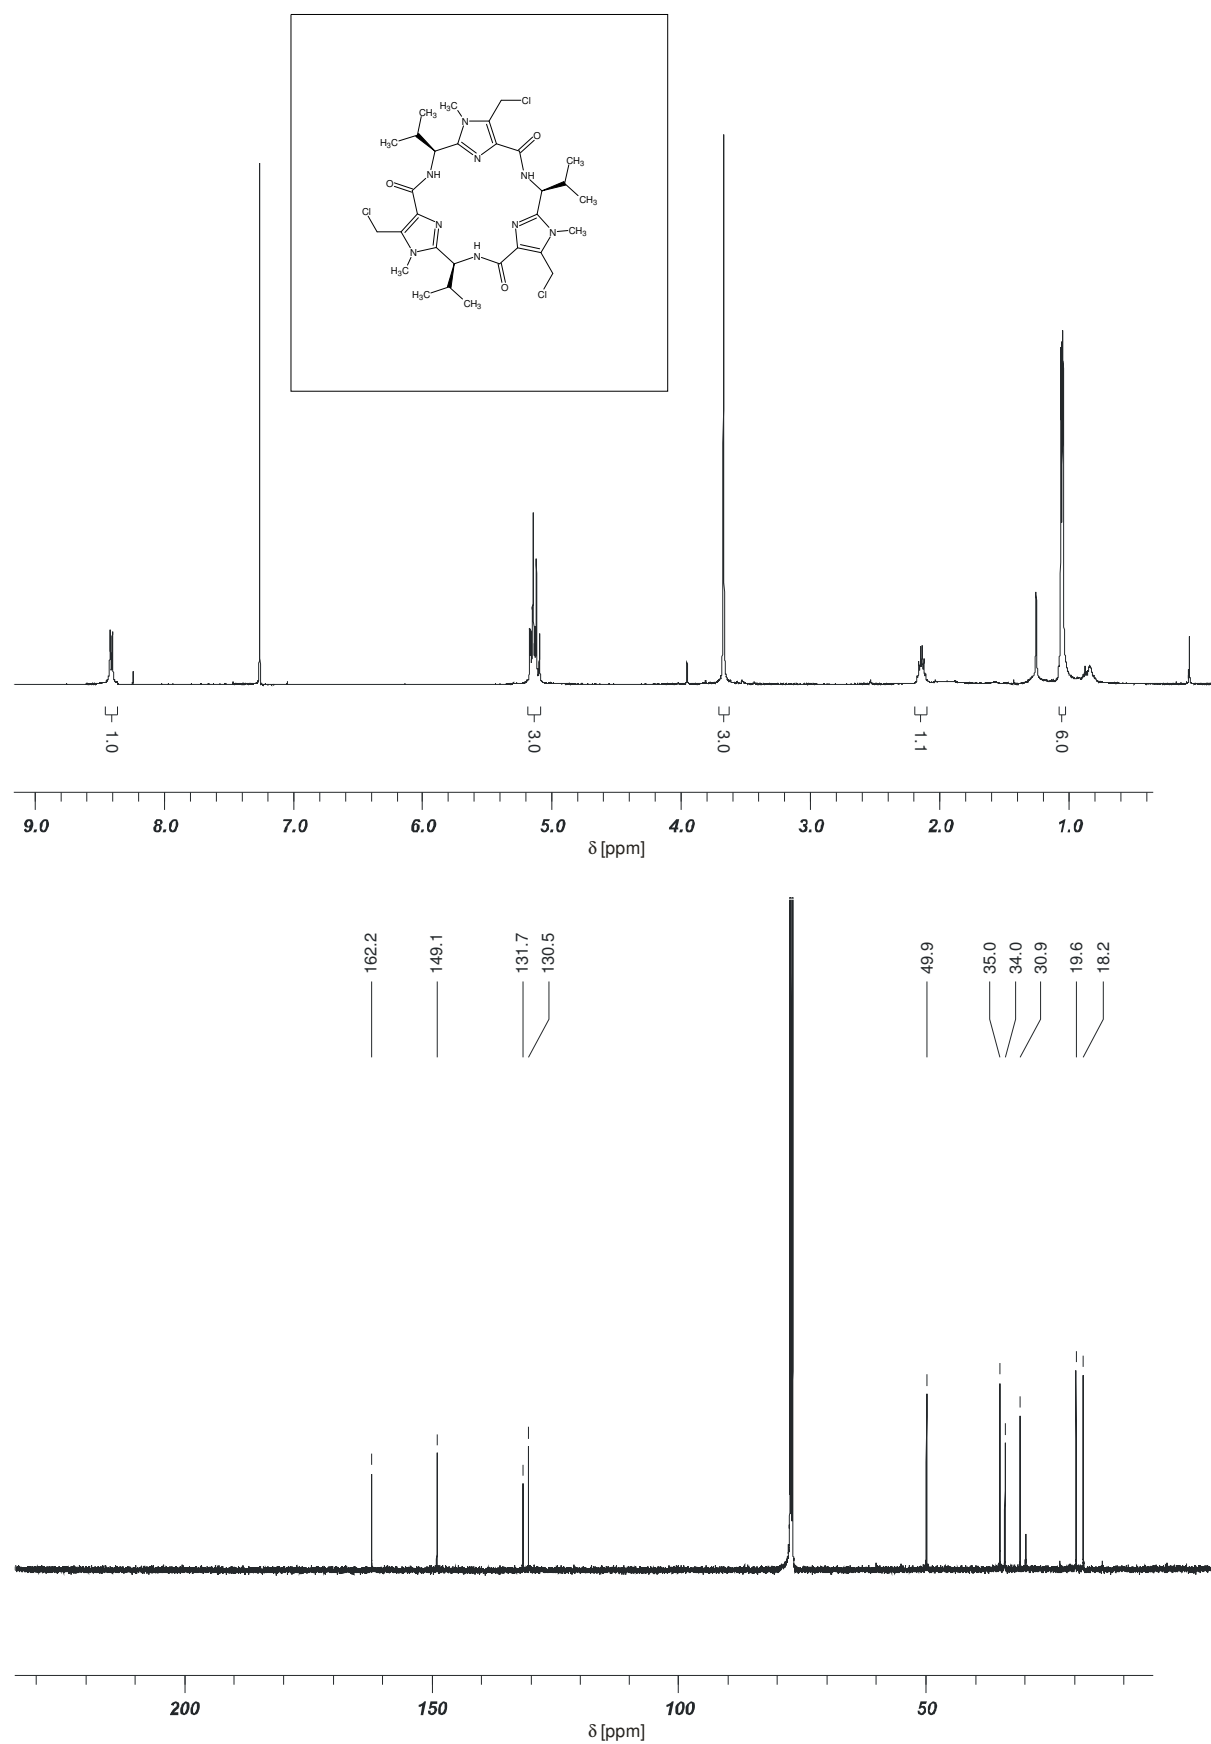 H₃C
Cl
CH₃
N
O
H₃C
N
CH₃
NH
NH
O
CH₃
Cl
N
N
N
CH₃
H
N
N
H₃C
O
O
H₃C
CH₃
Cl
1.0
3.0
3.0
1.1
6.0
9.0 8.0 7.0 6.0 5.0 4.0 3.0 2.0 1.0
δ [ppm]
162.2
149.1
131.7
130.5
49.9
35.0
34.0
30.9
19.6
18.2
200 150 100 50
δ [ppm]